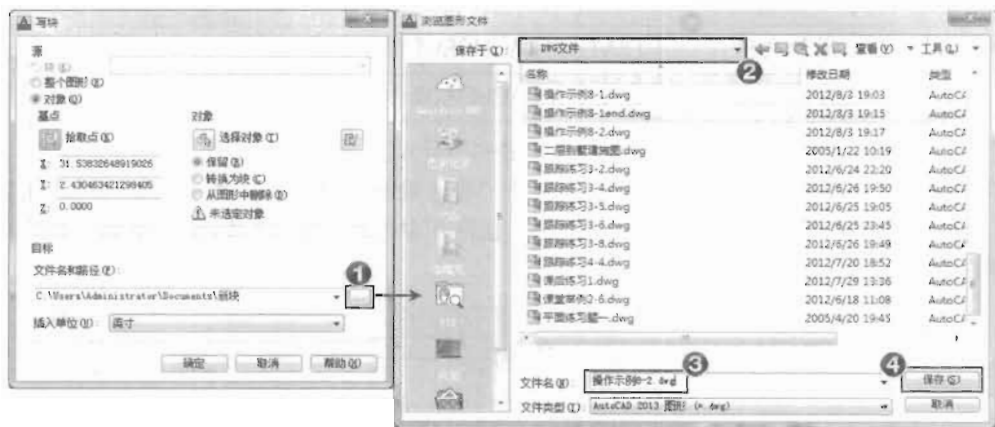 写块
源
块(B):
整个图形(E)
对象(O)
基点
拾取点(K)
X: 31.53832648919026
Y: 2.430463421298405
Z: 0.0000
对象
选择对象(T)
保留(R)
转换为块(C)
从图形中删除(D)
未选定对象
目标
文件名和路径(F):
C:\Users\Administrator\Documents\新块
...
插入单位(U): 英寸
确定 取消 帮助(H)
1
浏览图形文件
保存于(I): DWG文件 查看(V) 工具(L)
2
名称 修改日期 类型
操作示例8-1.dwg 2012/8/3 19:03 AutoCA
操作示例8-1end.dwg 2012/8/3 19:15 AutoCA
操作示例8-2.dwg 2012/8/3 19:17 AutoCA
二层别墅建施图.dwg 2005/1/22 10:19 AutoCA
跟踪练习3-2.dwg 2012/6/24 22:20 AutoCA
跟踪练习3-4.dwg 2012/6/26 19:50 AutoCA
跟踪练习3-5.dwg 2012/6/25 19:05 AutoCA
跟踪练习3-6.dwg 2012/6/25 23:45 AutoCA
跟踪练习3-8.dwg 2012/6/26 19:49 AutoCA
跟踪练习4-4.dwg 2012/7/20 18:52 AutoCA
课后练习1.dwg 2012/7/29 13:36 AutoCA
课堂举例2-6.dwg 2012/6/18 11:08 AutoCA
平面练习题一.dwg 2005/4/20 19:45 AutoCA
3
4
文件名(N): 操作示例8-2.dwg 保存(S)
文件类型(T): AutoCAD 2013 图形 (*.dwg) 取消